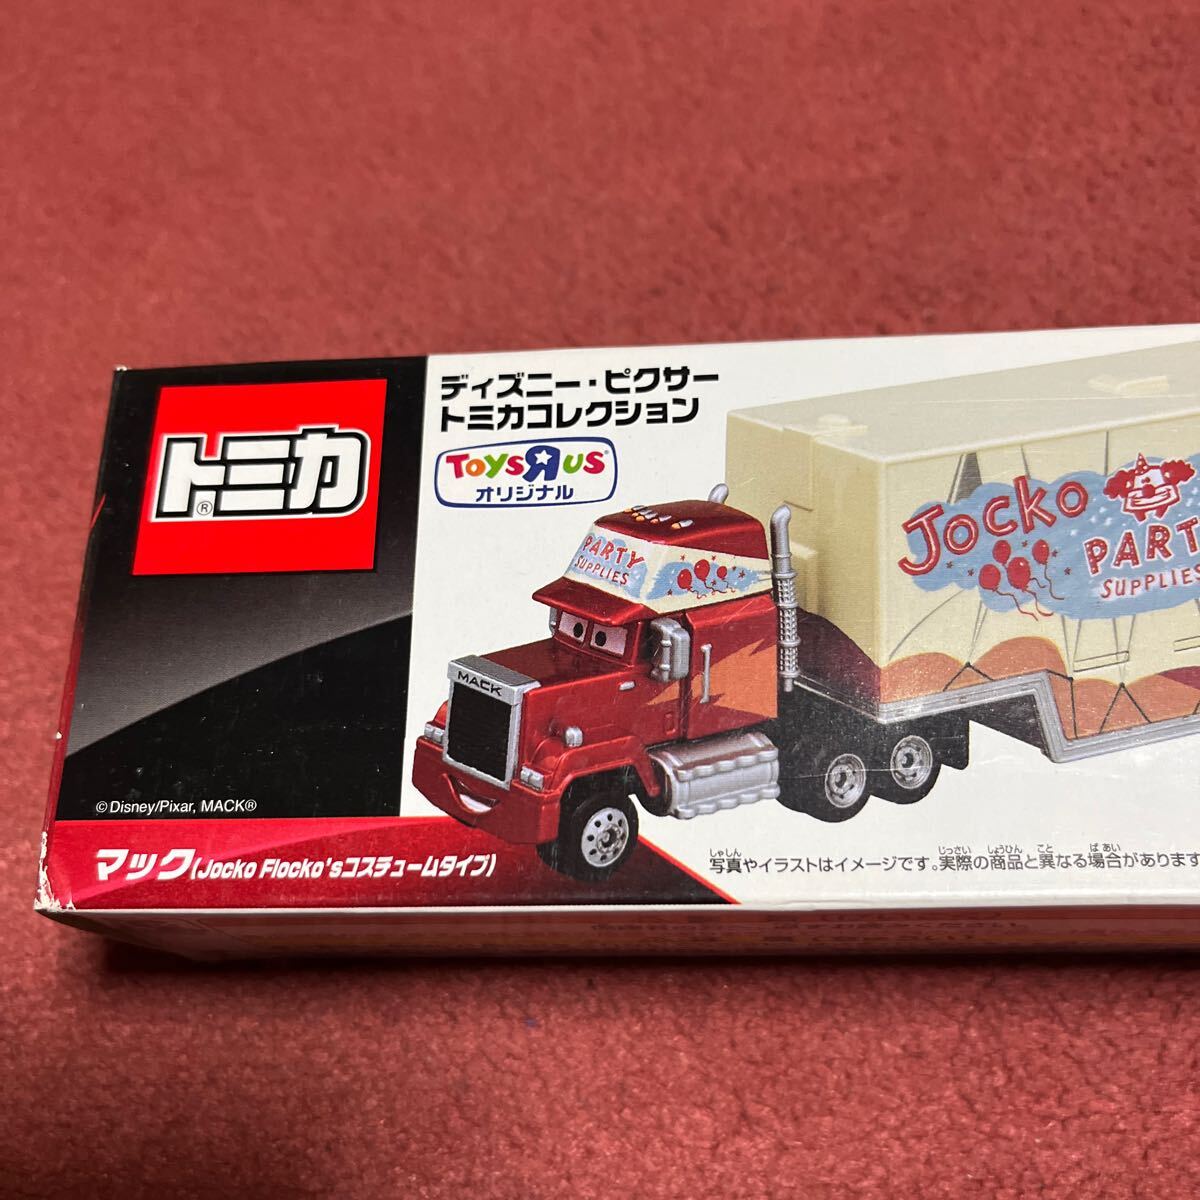 トミカ®
ディズニー・ピクサー
トミカコレクション
ToysЯus
オリジナル
PARTY
SUPPLIES
Jocko
PART
SUPPLIES
MACK
©Disney/Pixar, MACK®
マック(Jocko Flocko'sコスチュームタイプ)
しゃしん じっさい しょうひん こと ばあい
写真やイラストはイメージです。実際の商品と異なる場合があります